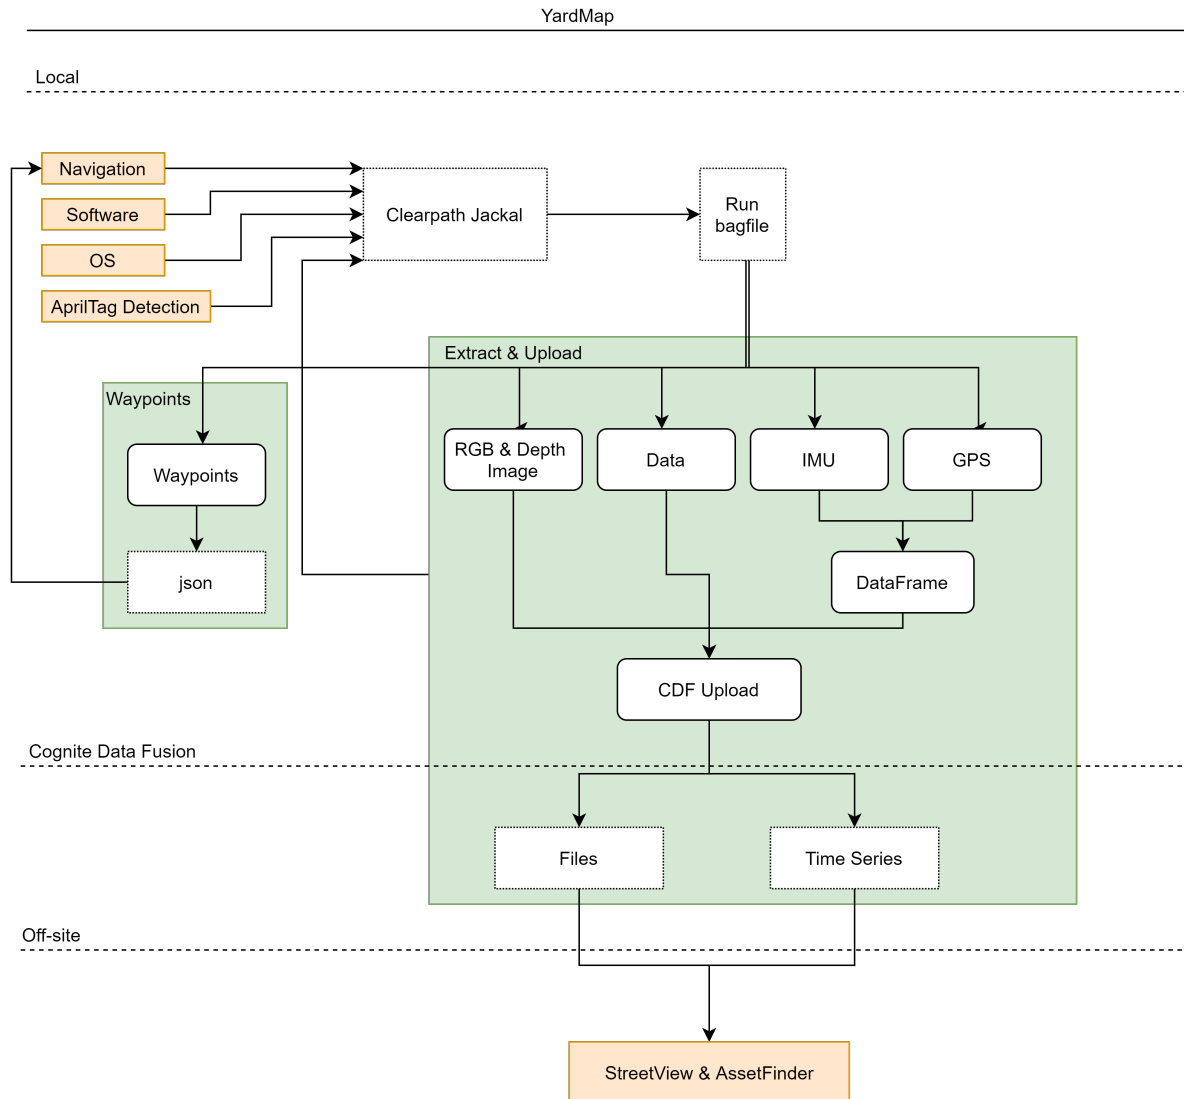 YardMap
Local
Navigation
Software
OS
AprilTag Detection
Clearpath Jackal
Run
bagfile
Extract & Upload
Waypoints
Waypoints
json
RGB & Depth
Image
Data
IMU
GPS
DataFrame
CDF Upload
Cognite Data Fusion
Files
Time Series
Off-site
StreetView & AssetFinder